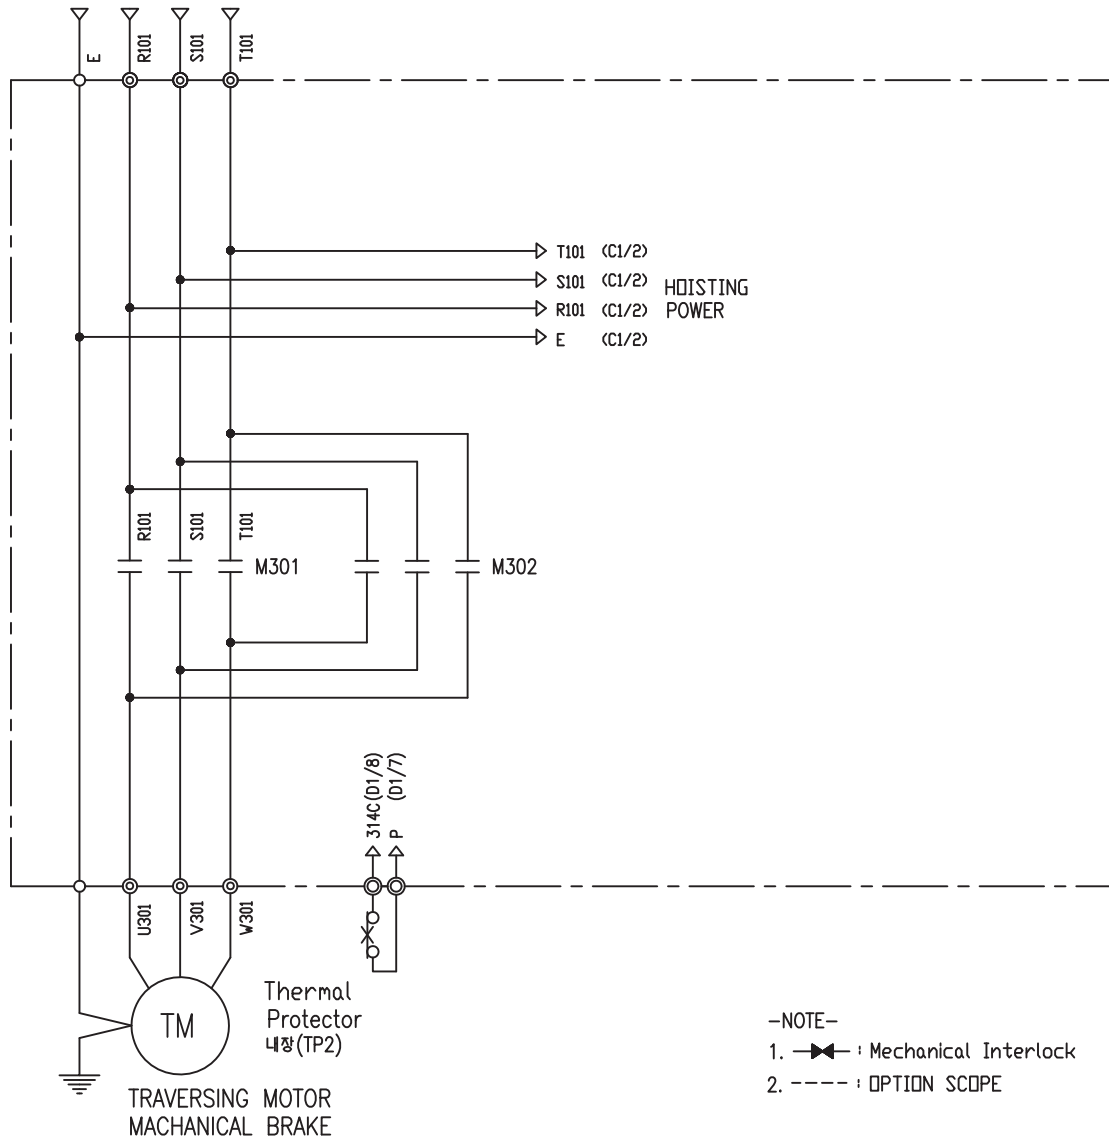 E
R101
S101
T101
T101 (C1/2)
S101 (C1/2)
R101 (C1/2)
E (C1/2)
HOISTING
POWER
R101
S101
T101
M301
M302
314C(D1/8)
P (D1/7)
U301
V301
W301
TM
Thermal
Protector
내장(TP2)
TRAVERSING MOTOR
MACHANICAL BRAKE
-NOTE-
1. : Mechanical Interlock
2. ---- : OPTION SCOPE